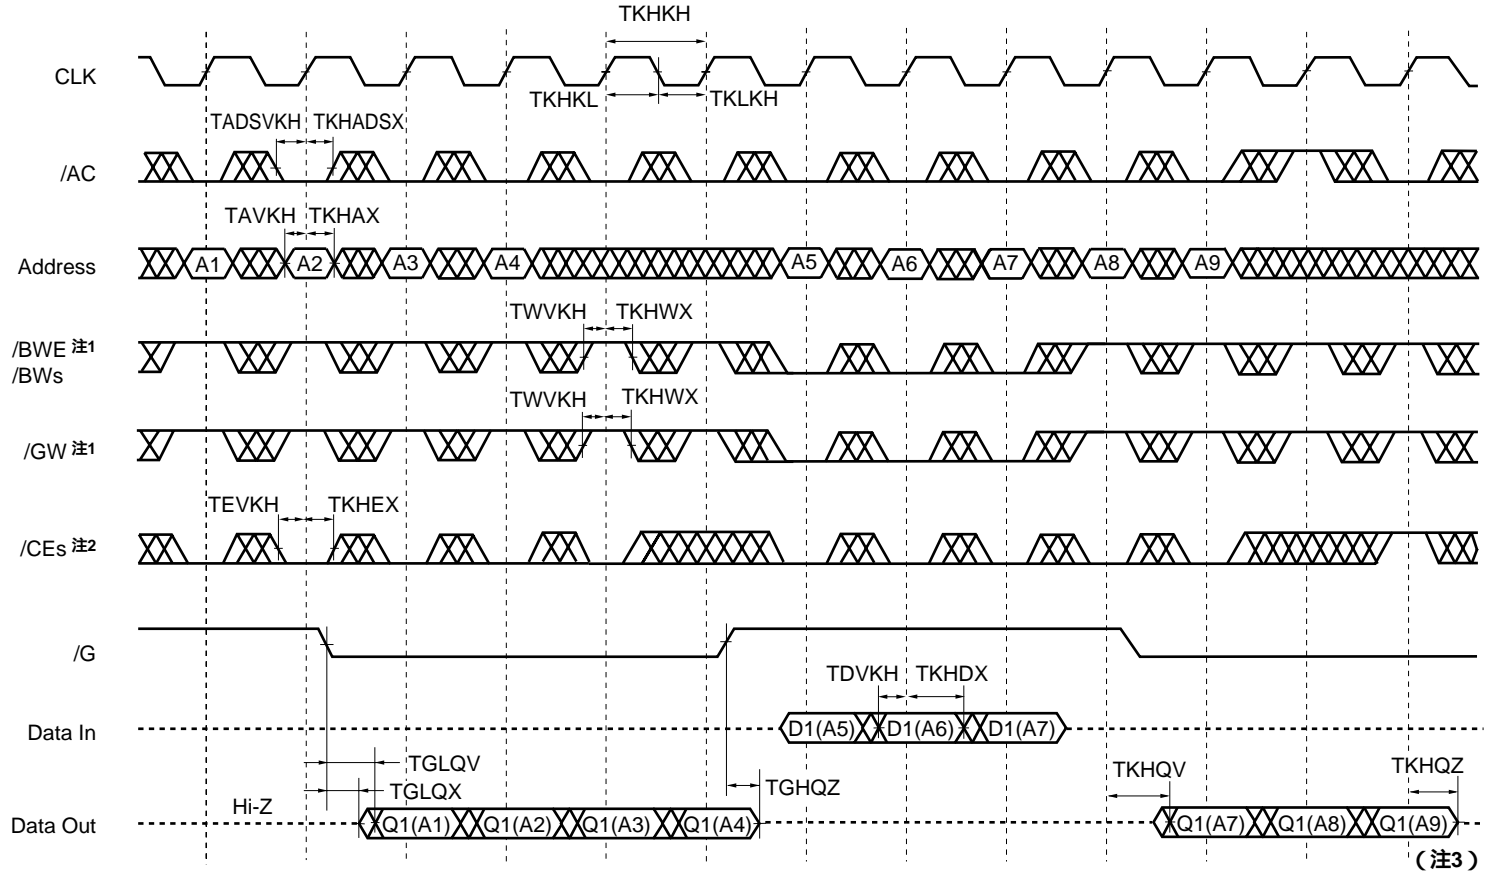 TKHKH
CLK
TKHKL TKLKH
TADSVKH TKHADSX
/AC
TAVKH TKHAX
Address A1 A2 A3 A4 A5 A6 A7 A8 A9
TWVKH TKHWX
/BWE 注1
/BWs
TWVKH TKHWX
/GW 注1
TEVKH TKHEX
/CEs 注2
/G
TDVKH TKHDX
Data In D1(A5) D1(A6) D1(A7)
TGLQV
TGLQX
TGHQZ
TKHQV
TKHQZ
Hi-Z
Data Out Q1(A1) Q1(A2) Q1(A3) Q1(A4) Q1(A7) Q1(A8) Q1(A9)
(注3)